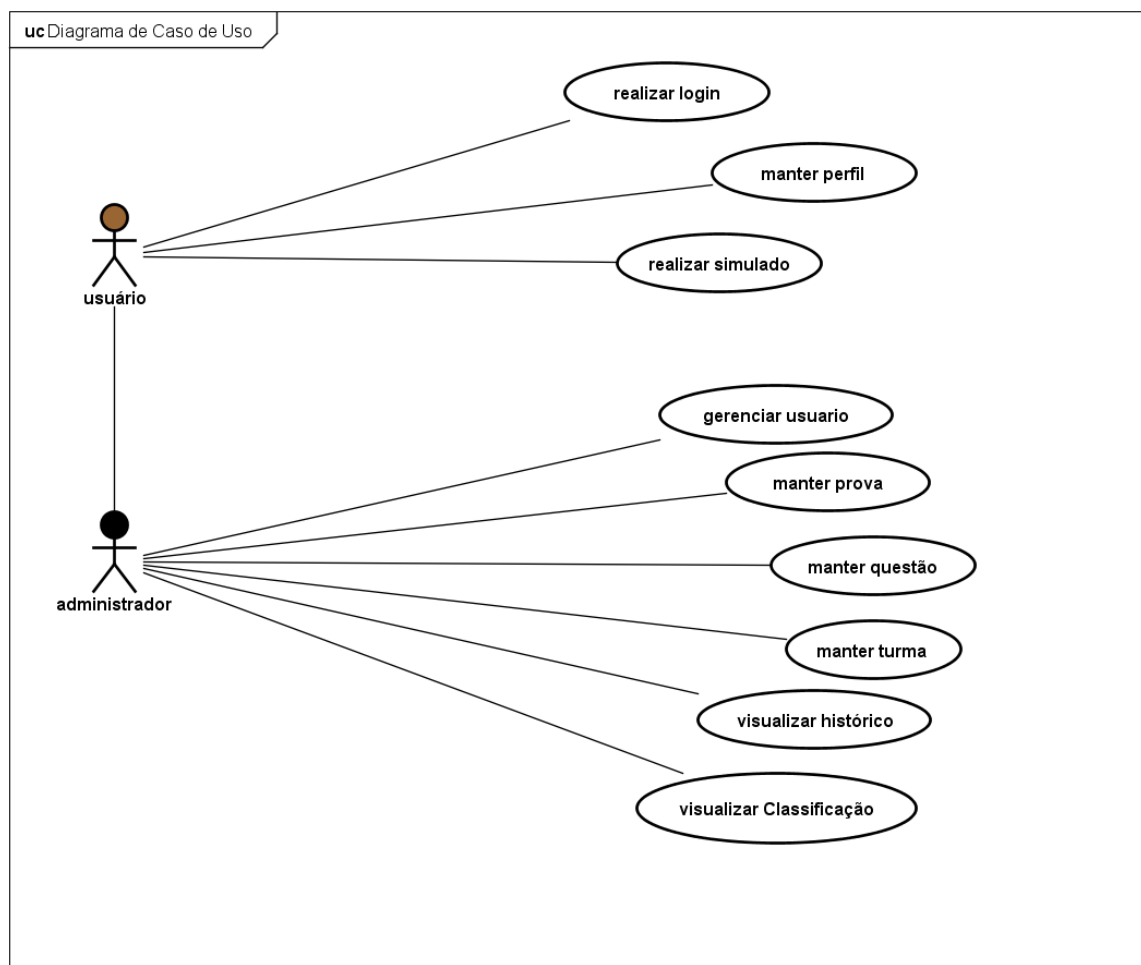 uc Diagrama de Caso de Uso
realizar login
manter perfil
realizar simulado
usuário
gerenciar usuario
manter prova
manter questão
administrador
manter turma
visualizar histórico
visualizar Classificação